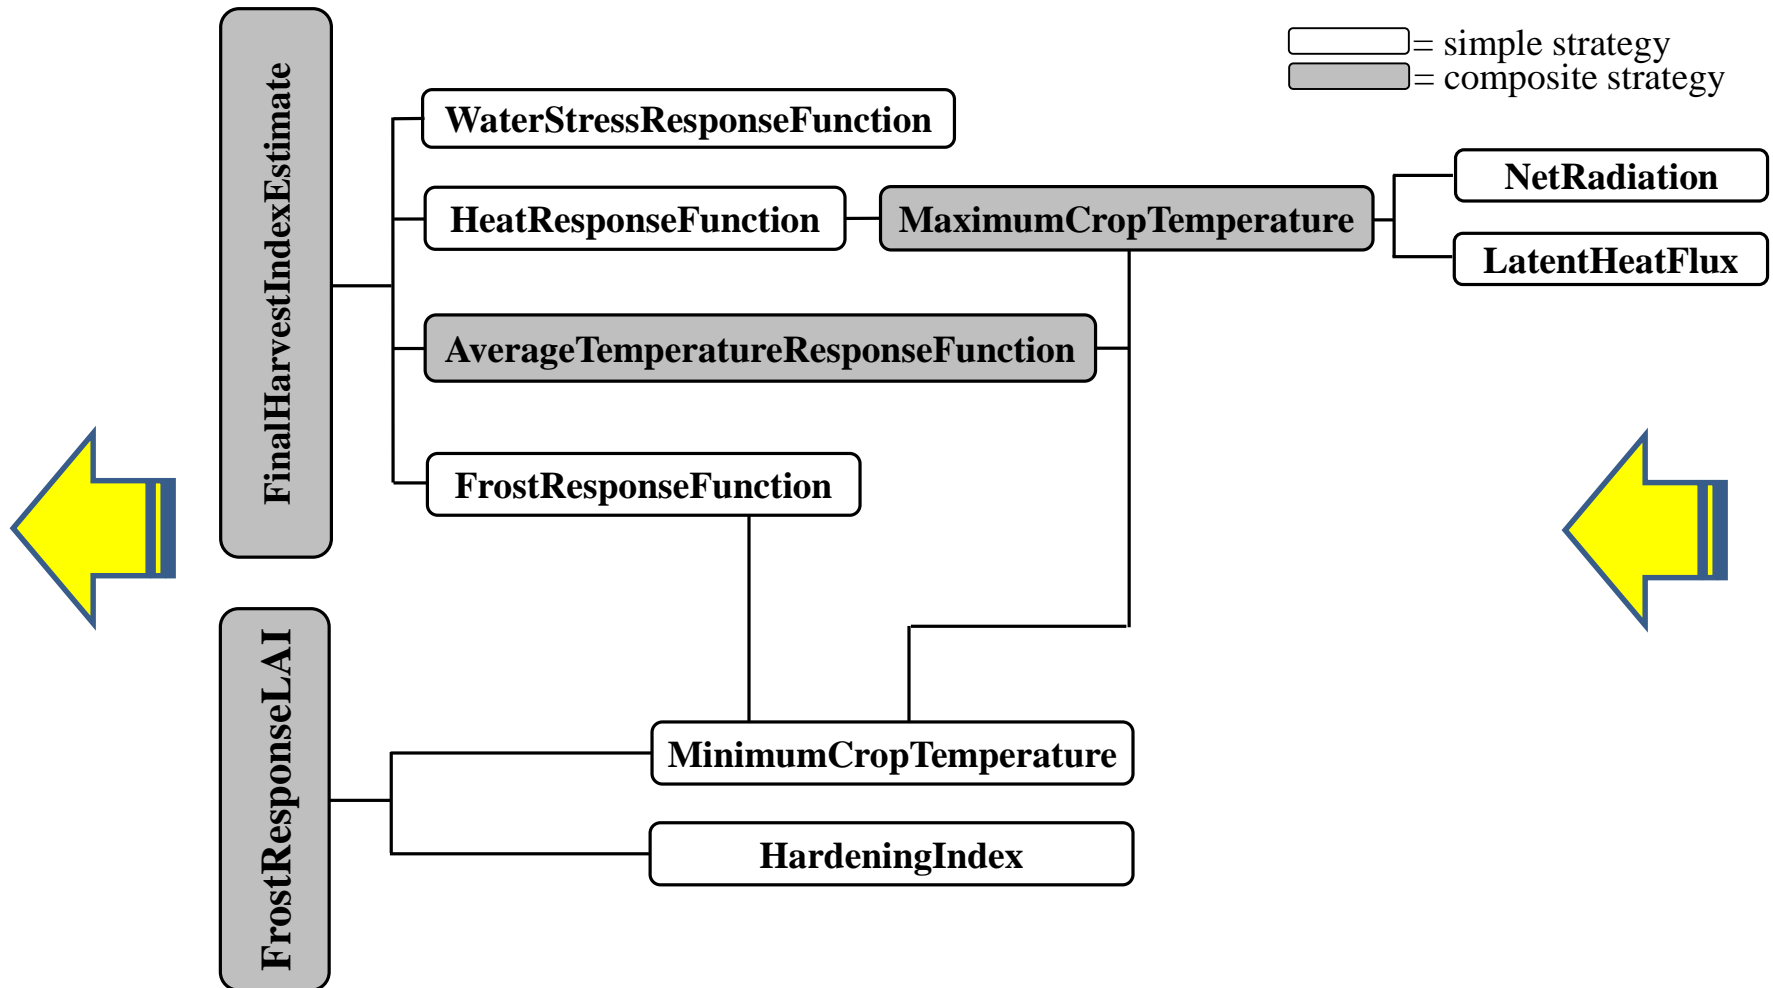 = simple strategy
= composite strategy
FinalHarvestIndexEstimate
WaterStressResponseFunction
HeatResponseFunction
MaximumCropTemperature
NetRadiation
LatentHeatFlux
AverageTemperatureResponseFunction
FrostResponseFunction
FrostResponseLAI
MinimumCropTemperature
HardeningIndex